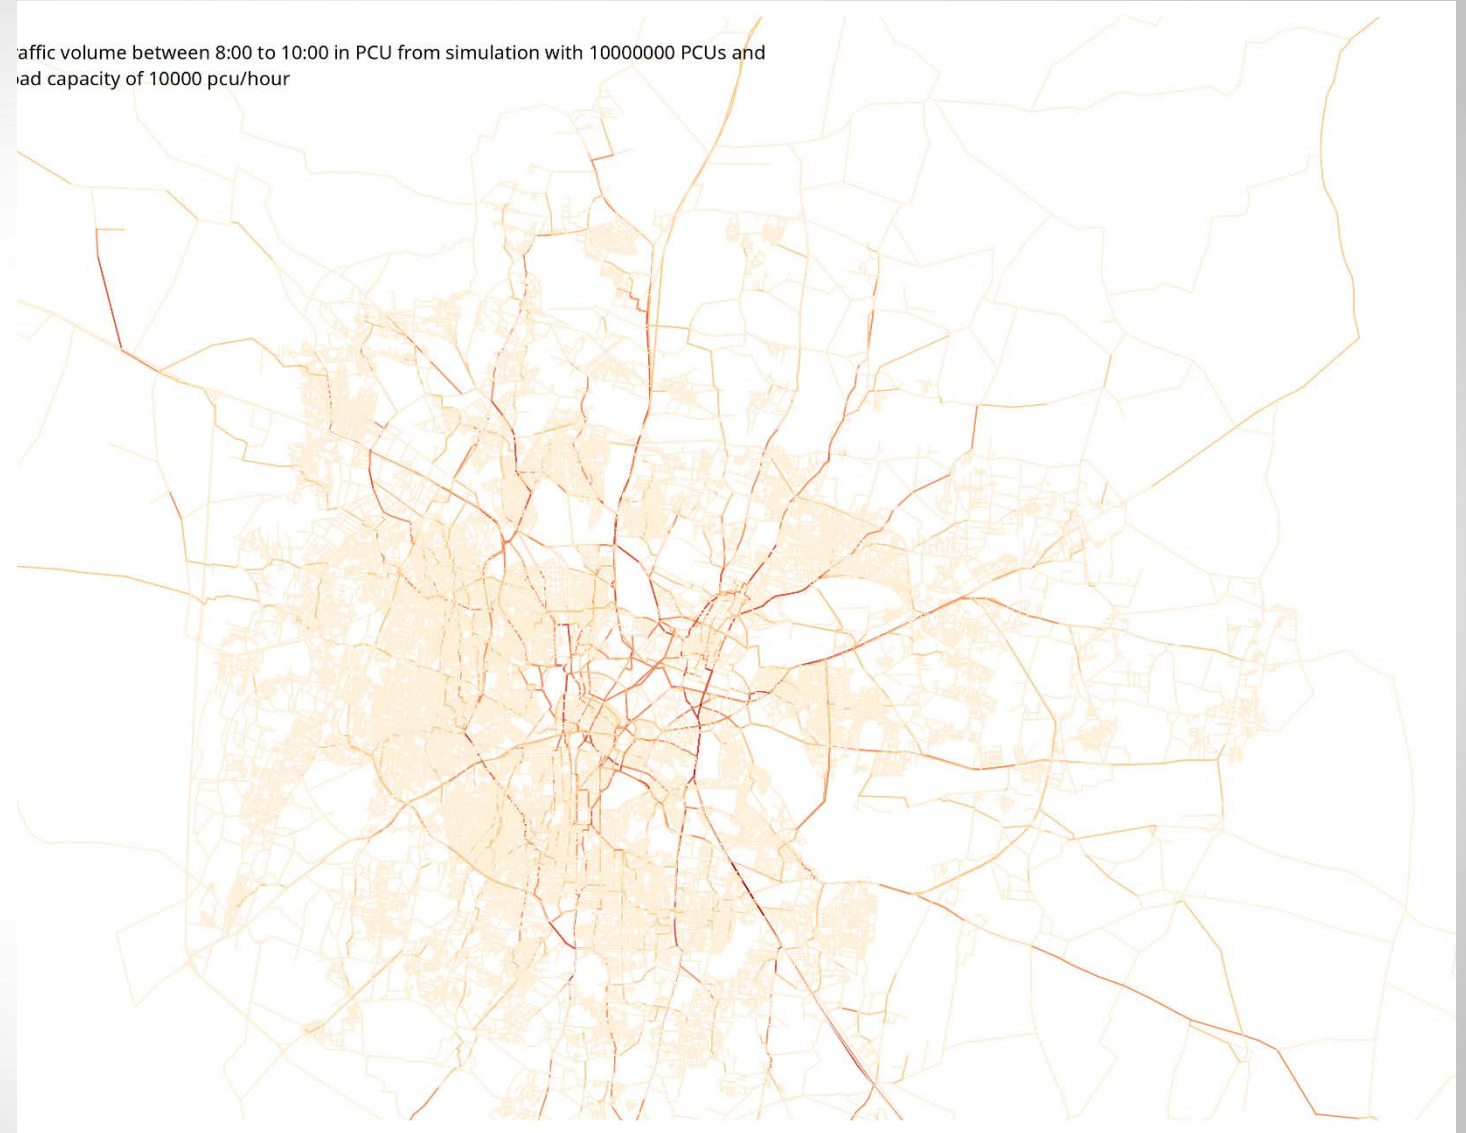 affic volume between 8:00 to 10:00 in PCU from simulation with 10000000 PCUs and
oad capacity of 10000 pcu/hour